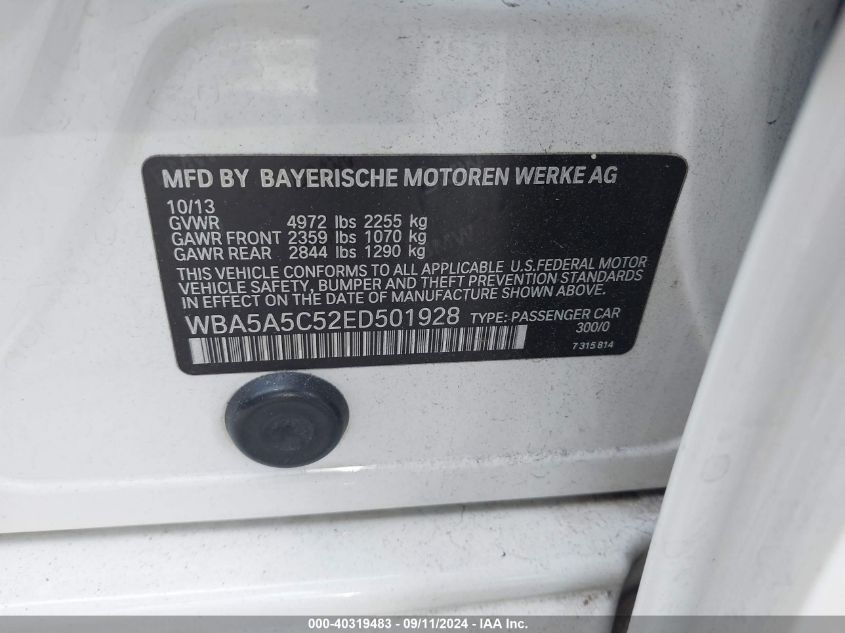 MFD BY BAYERISCHE MOTOREN WERKE AG
10/13
GVWR 4972 lbs 2255 kg
GAWR FRONT 2359 lbs 1070 kg
GAWR REAR 2844 lbs 1290 kg
THIS VEHICLE CONFORMS TO ALL APPLICABLE U.S.FEDERAL MOTOR
VEHICLE SAFETY, BUMPER AND THEFT PREVENTION STANDARDS
IN EFFECT ON THE DATE OF MANUFACTURE SHOWN ABOVE.
WBA5A5C52ED501928 TYPE: PASSENGER CAR
300/0
7 315 814
000-40319483 - 09/11/2024 - IAA Inc.